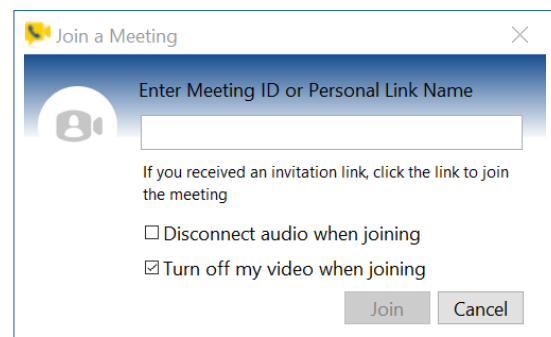 Join a Meeting
Enter Meeting ID or Personal Link Name
If you received an invitation link, click the link to join
the meeting
Disconnect audio when joining
Turn off my video when joining
Join Cancel